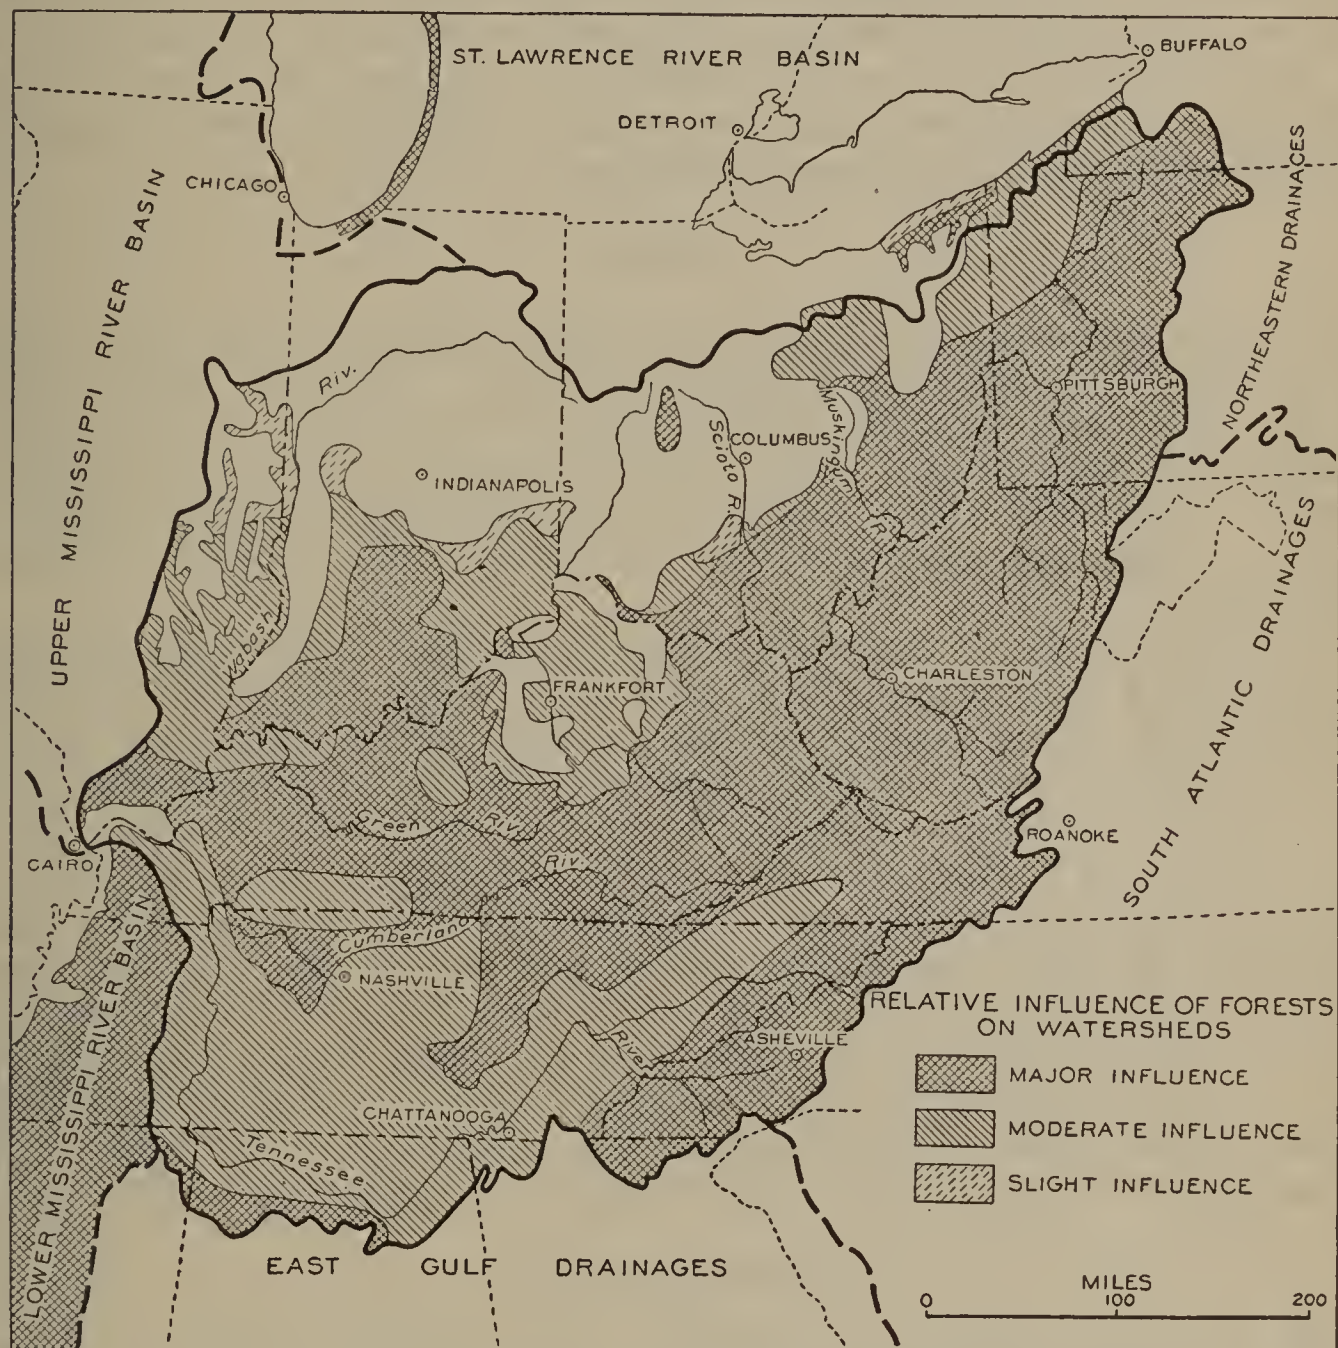 ST. LAWRENCE RIVER BASIN
BUFFALO
DETROIT
CHICAGO
UPPER MISSISSIPPI RIVER BASIN
NORTHEASTERN DRAINACES
Riv.
PITTSBURGH
Muskingum
Scioto R.
COLUMBUS
INDIANAPOLIS
SOUTH ATLANTIC DRAINAGES
Wabash
CHARLESTON
FRANKFORT
Green Riv.
ROANOKE
CAIRO
Riv.
Cumberland
NASHVILLE
LOWER MISSISSIPPI RIVER BASIN
RELATIVE INFLUENCE OF FORESTS
ON WATERSHEDS
River
ASHEVILLE
MAJOR INFLUENCE
CHATTANOOGA
MODERATE INFLUENCE
Tennessee
SLIGHT INFLUENCE
EAST GULF DRAINAGES
MILES
0 100 200